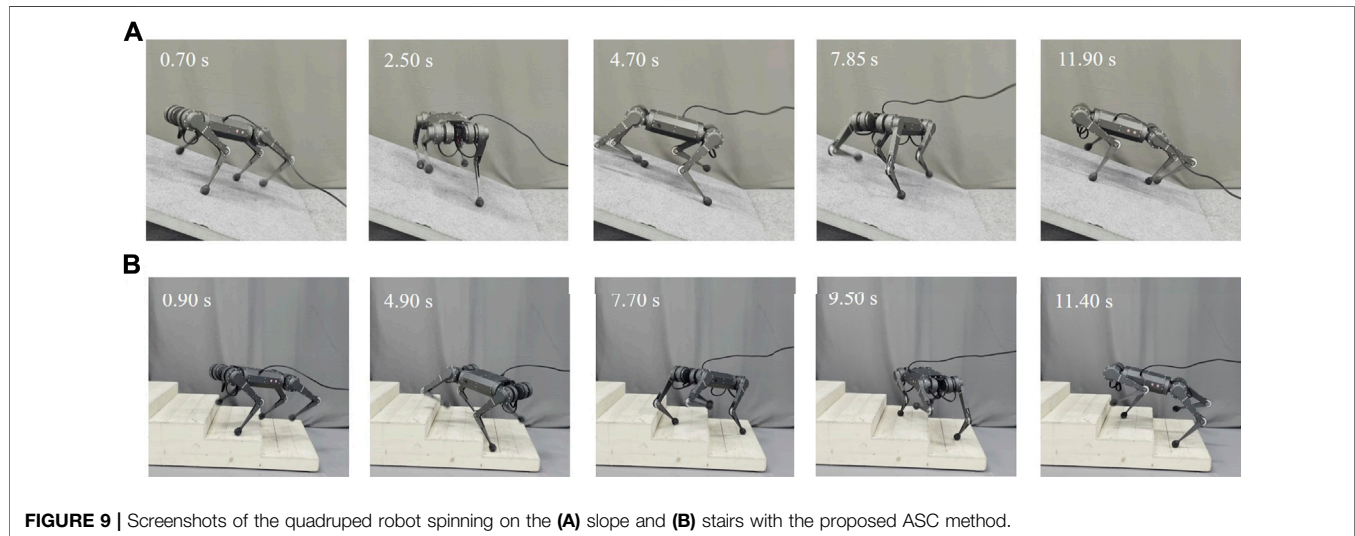 A
0.70 s
2.50 s
4.70 s
7.85 s
11.90 s
B
0.90 s
4.90 s
7.70 s
9.50 s
11.40 s
FIGURE 9 | Screenshots of the quadruped robot spinning on the (A) slope and (B) stairs with the proposed ASC method.